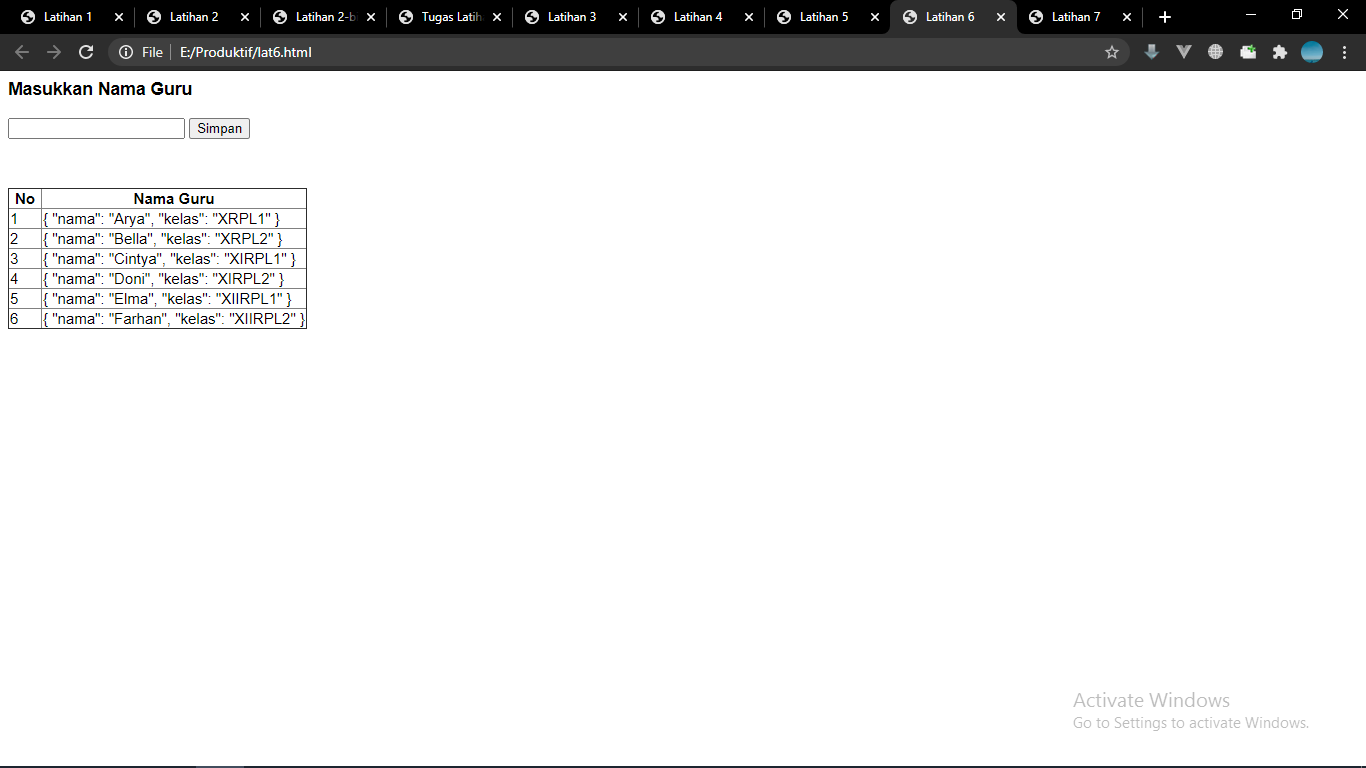 Latihan 1 Latihan 2 Latihan 2-b Tugas Latih Latihan 3 Latihan 4 Latihan 5 Latihan 6 Latihan 7
File E:/Produktif/lat6.html
Masukkan Nama Guru
Simpan
No Nama Guru
1 { "nama": "Arya", "kelas": "XRPL1" }
2 { "nama": "Bella", "kelas": "XRPL2" }
3 { "nama": "Cintya", "kelas": "XIRPL1" }
4 { "nama": "Doni", "kelas": "XIRPL2" }
5 { "nama": "Elma", "kelas": "XIIRPL1" }
6 { "nama": "Farhan", "kelas": "XIIRPL2" }
Activate Windows
Go to Settings to activate Windows.